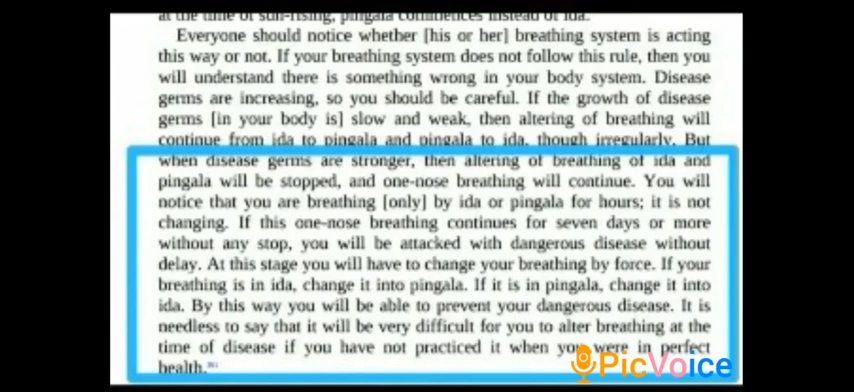 at the time of sun-rising, pingala commences instead of ida.
Everyone should notice whether [his or her] breathing system is acting
this way or not. If your breathing system does not follow this rule, then you
will understand there is something wrong in your body system. Disease
germs are increasing, so you should be careful. If the growth of disease
germs [in your body is] slow and weak, then altering of breathing will
continue from ida to pingala and pingala to ida, though irregularly. But
when disease germs are stronger, then altering of breathing of ida and
pingala will be stopped, and one-nose breathing will continue. You will
notice that you are breathing [only] by ida or pingala for hours; it is not
changing. If this one-nose breathing continues for seven days or more
without any stop, you will be attacked with dangerous disease without
delay. At this stage you will have to change your breathing by force. If your
breathing is in ida, change it into pingala. If it is in pingala, change it into
ida. By this way you will be able to prevent your dangerous disease. It is
needless to say that it will be very difficult for you to alter breathing at the
time of disease if you have not practiced it when you were in perfect
health.
PicVoice